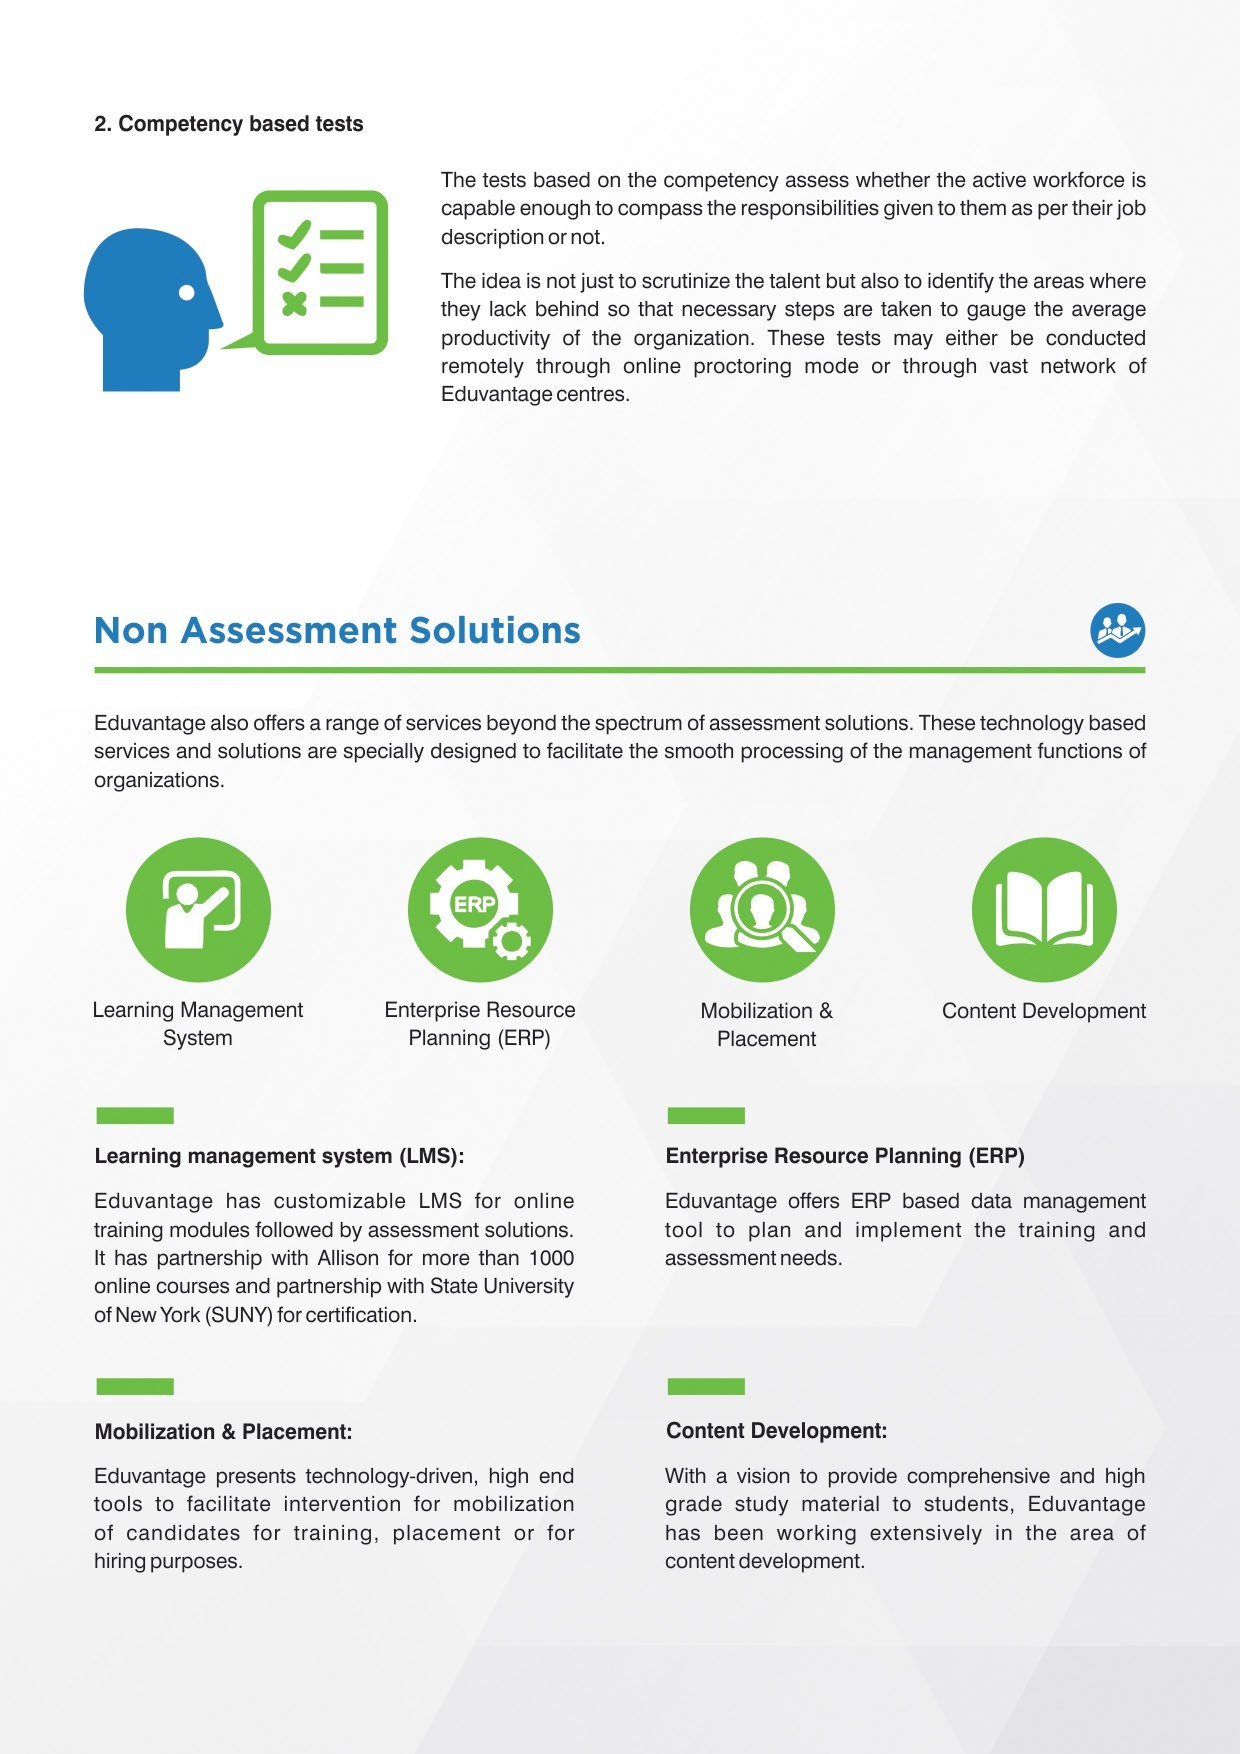 2. Competency based tests
The tests based on the competency assess whether the active workforce is
capable enough to compass the responsibilities given to them as per their job
description or not.
The idea is not just to scrutinize the talent but also to identify the areas where
they lack behind so that necessary steps are taken to gauge the average
productivity of the organization. These tests may either be conducted
remotely through online proctoring mode or through vast network of
Eduvantage centres.
Non Assessment Solutions
Eduvantage also offers a range of services beyond the spectrum of assessment solutions. These technology based
services and solutions are specially designed to facilitate the smooth processing of the management functions of
organizations.
ERP
Learning Management
System
Enterprise Resource
Planning (ERP)
Mobilization &
Placement
Content Development
Learning management system (LMS):
Eduvantage has customizable LMS for online
training modules followed by assessment solutions.
It has partnership with Allison for more than 1000
online courses and partnership with State University
of New York (SUNY) for certification.
Enterprise Resource Planning (ERP)
Eduvantage offers ERP based data management
tool to plan and implement the training and
assessment needs.
Mobilization & Placement:
Eduvantage presents technology-driven, high end
tools to facilitate intervention for mobilization
of candidates for training, placement or for
hiring purposes.
Content Development:
With a vision to provide comprehensive and high
grade study material to students, Eduvantage
has been working extensively in the area of
content development.